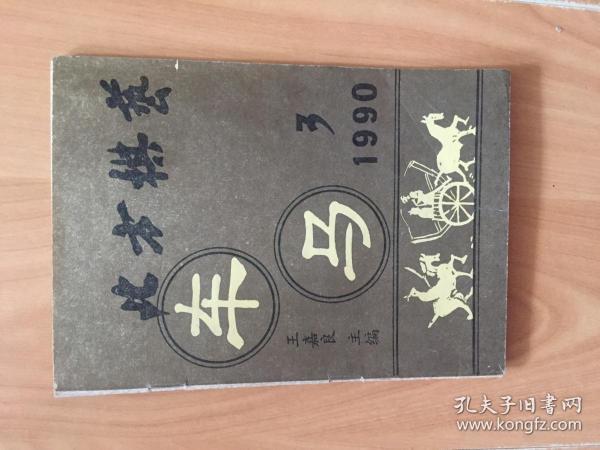 北方棋艺
3
1990
车
马
王嘉良 主编
孔夫子旧书网
www.kongfz.com